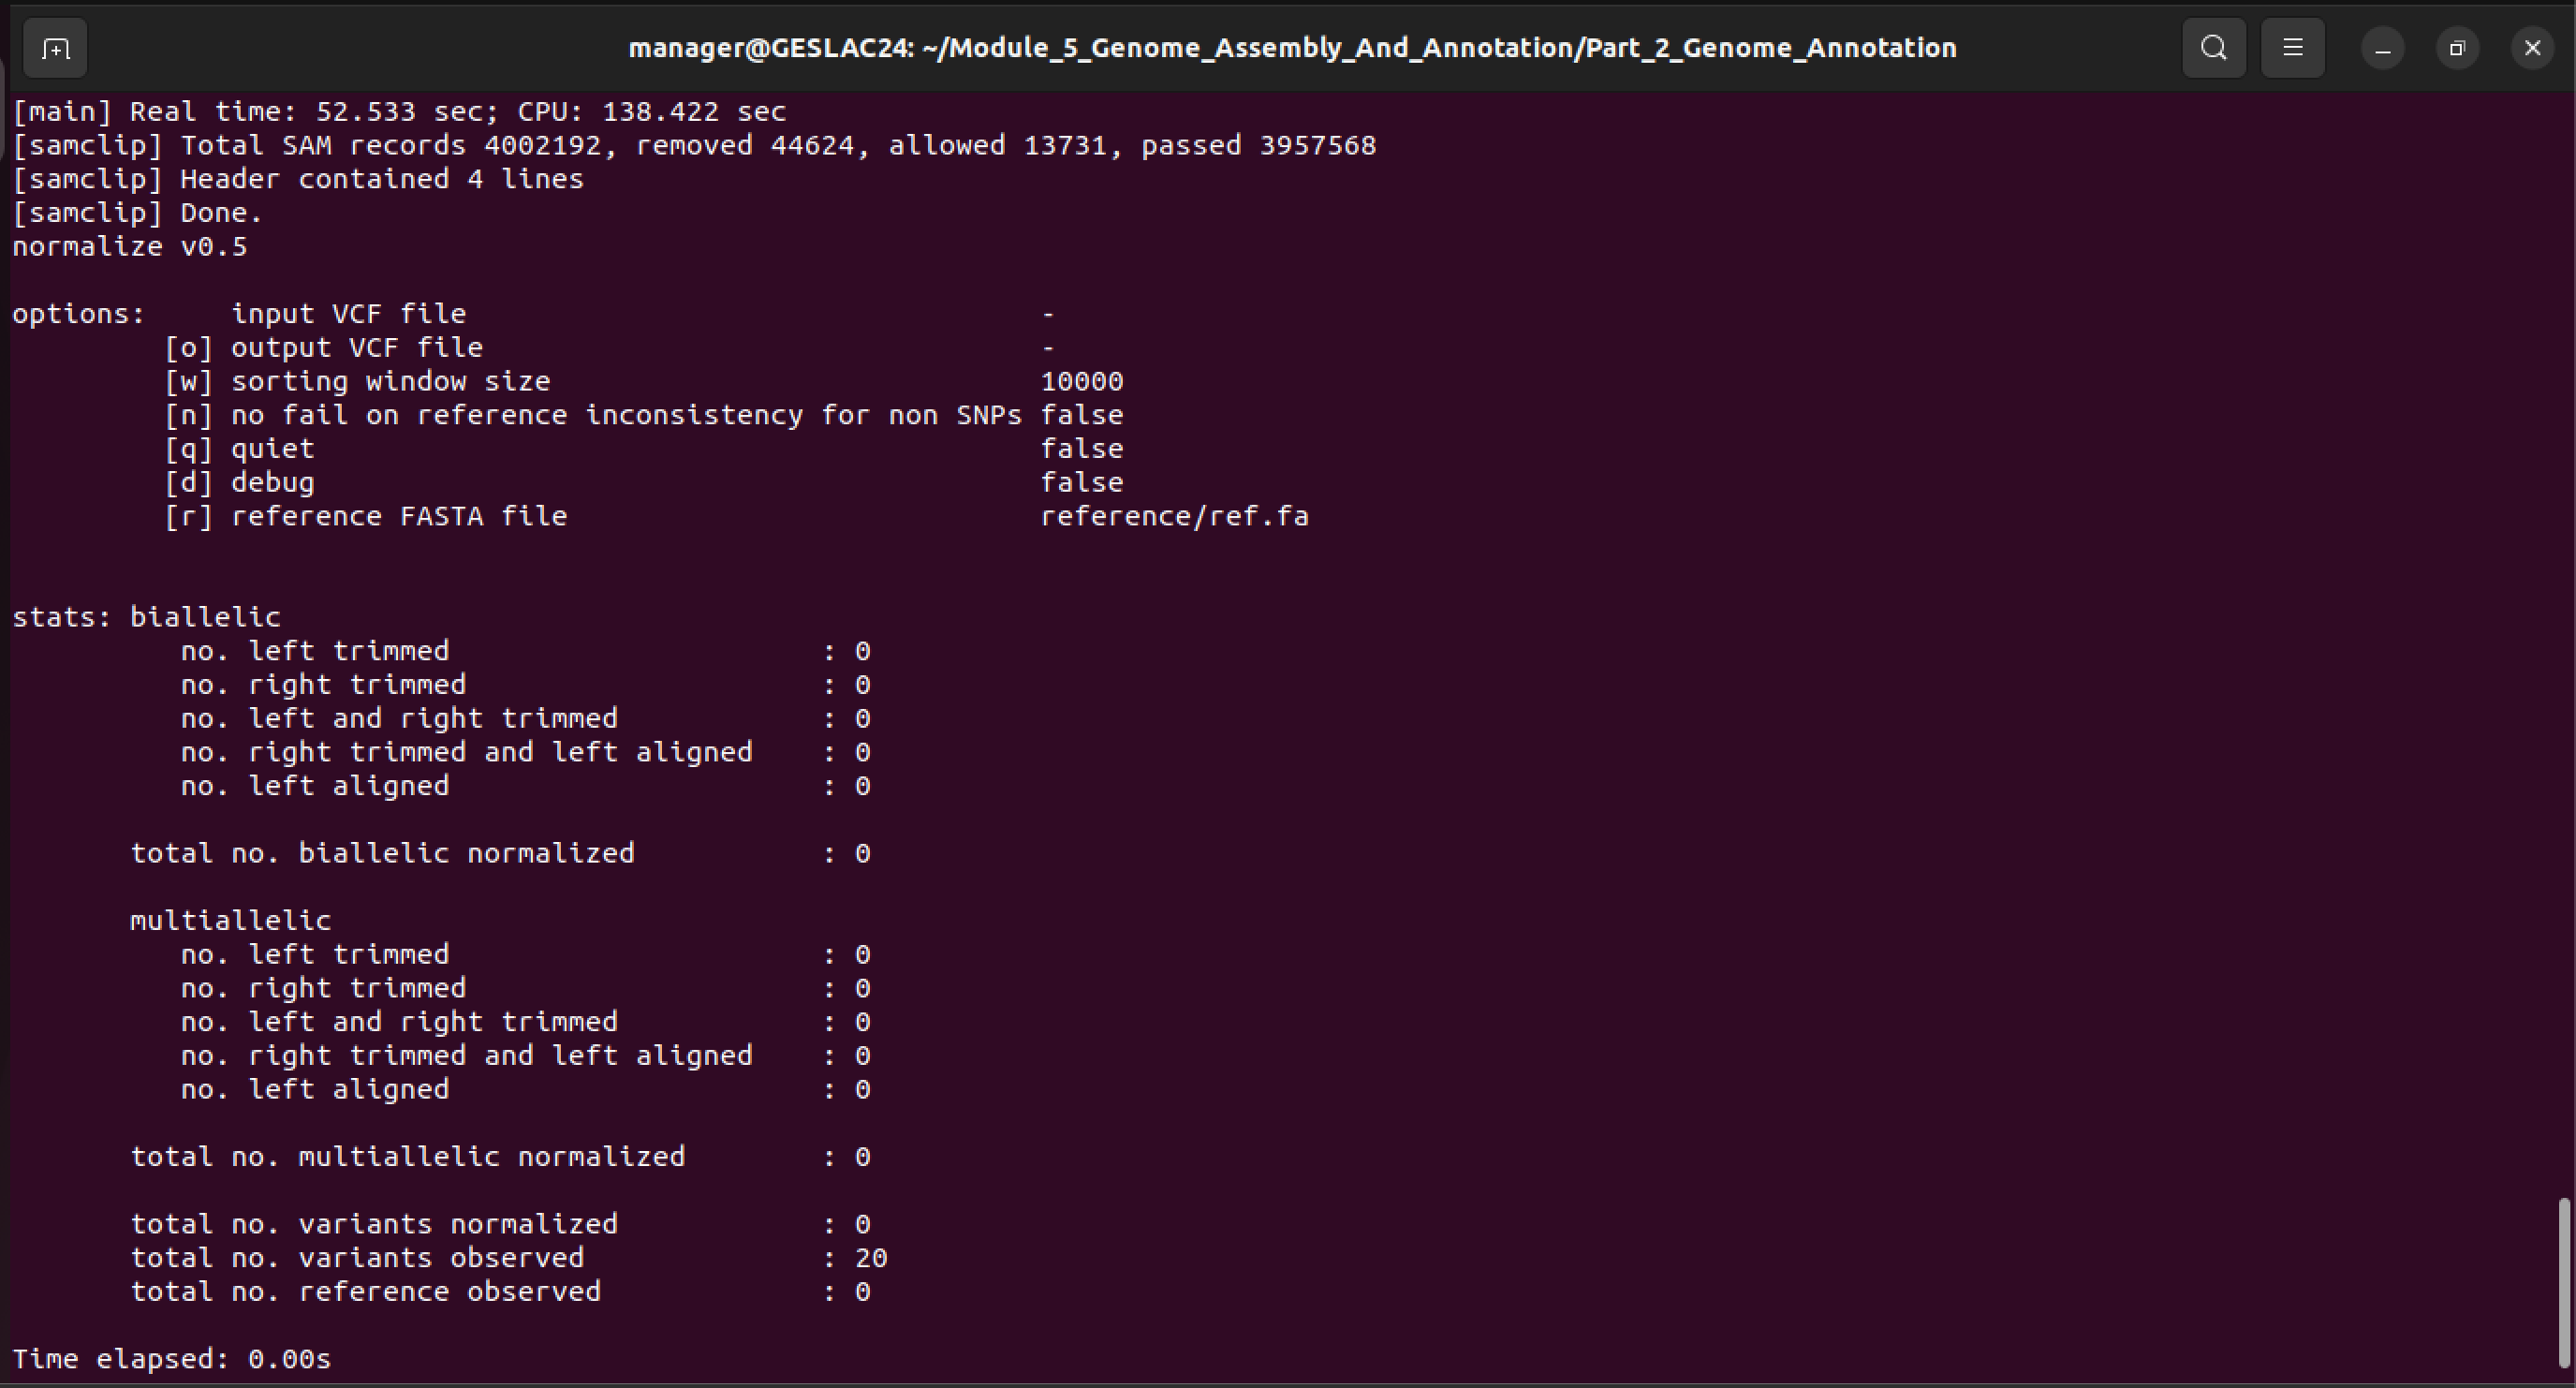 manager@GESLAC24: ~/Module_5_Genome_Assembly_And_Annotation/Part_2_Genome_Annotation
[main] Real time: 52.533 sec; CPU: 138.422 sec
[samclip] Total SAM records 4002192, removed 44624, allowed 13731, passed 3957568
[samclip] Header contained 4 lines
[samclip] Done.
normalize v0.5
options:     input VCF file                                  -
         [o] output VCF file                                 -
         [w] sorting window size                             10000
         [n] no fail on reference inconsistency for non SNPs false
         [q] quiet                                           false
         [d] debug                                           false
         [r] reference FASTA file                            reference/ref.fa
stats: biallelic
          no. left trimmed                      : 0
          no. right trimmed                     : 0
          no. left and right trimmed            : 0
          no. right trimmed and left aligned    : 0
          no. left aligned                      : 0
       total no. biallelic normalized           : 0
       multiallelic
          no. left trimmed                      : 0
          no. right trimmed                     : 0
          no. left and right trimmed            : 0
          no. right trimmed and left aligned    : 0
          no. left aligned                      : 0
       total no. multiallelic normalized        : 0
       total no. variants normalized            : 0
       total no. variants observed              : 20
       total no. reference observed             : 0
Time elapsed: 0.00s